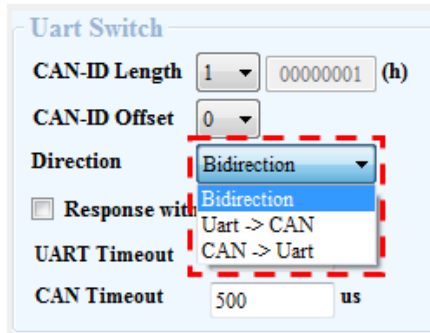 Uart Switch
CAN-ID Length 1 00000001 (h)
CAN-ID Offset 0
Direction Bidirection
Bidirection
Response with
Uart -> CAN
UART Timeout CAN -> Uart
CAN Timeout 500 us